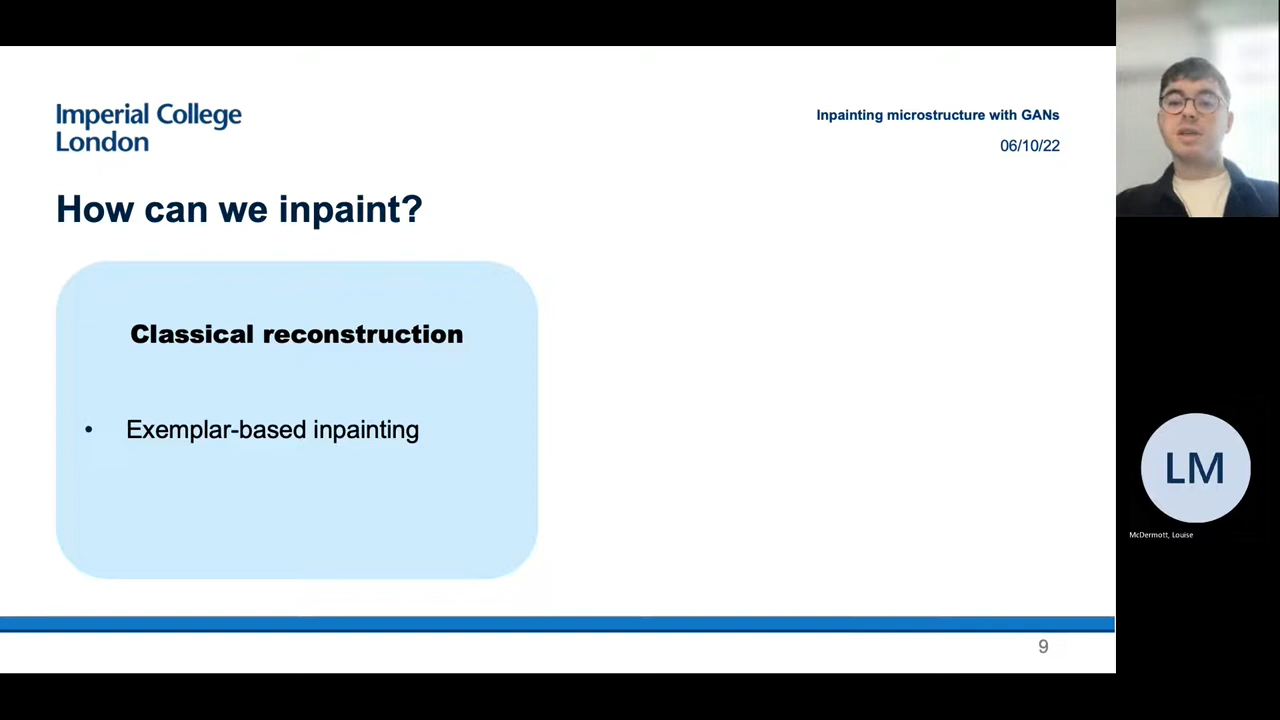 Imperial College
London
Inpainting microstructure with GANs
06/10/22
How can we inpaint?
Classical reconstruction
• Exemplar-based inpainting
9
LM
McDermott, Louise